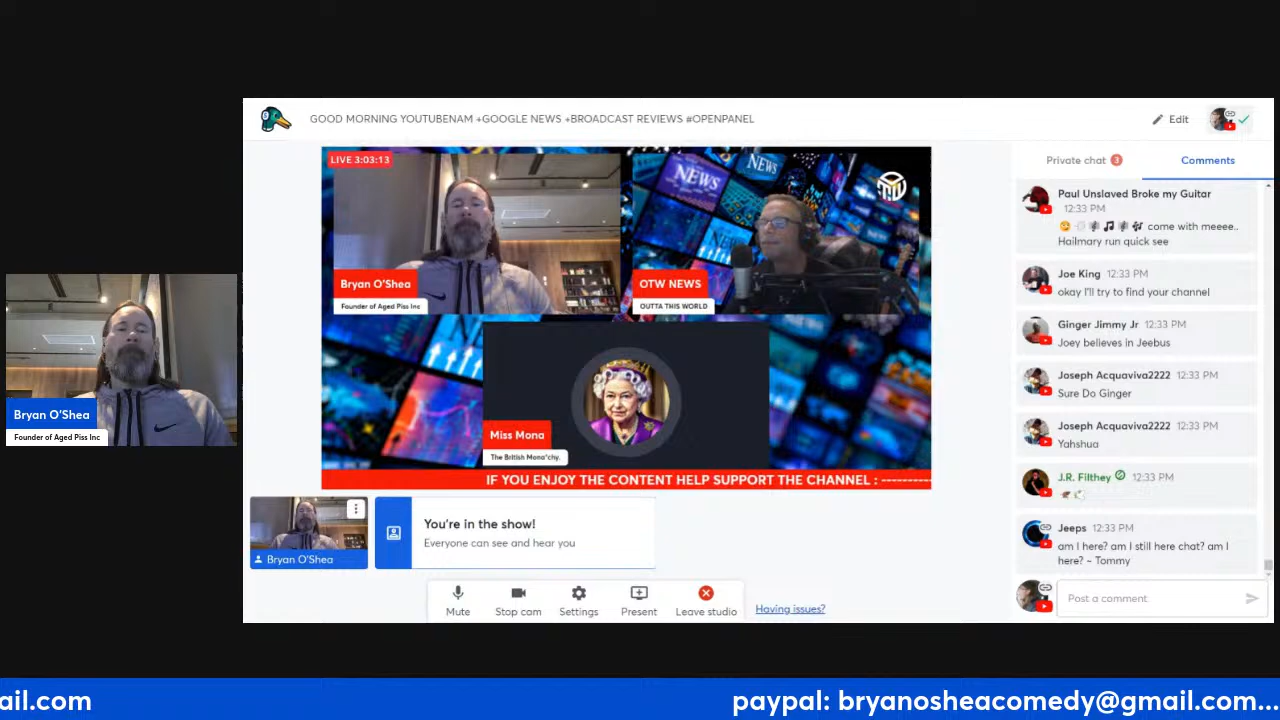 GOOD MORNING YOUTUBENAM +GOOGLE NEWS +BROADCAST REVIEWS #OPENPANEL
Edit
LIVE 3:03:13
NEWS
NEWS
NEWS
Bryan O'Shea
Founder of Aged Piss Inc
OTW NEWS
OUTTA THIS WORLD
Miss Mona
The British Mona"chy.
IF YOU ENJOY THE CONTENT HELP SUPPORT THE CHANNEL : ----------
Bryan O'Shea
Founder of Aged Piss Inc
Bryan O'Shea
You're in the show!
Everyone can see and hear you
Mute
Stop cam
Settings
Present
Leave studio
Having issues?
Private chat 3
Comments
Paul Unslaved Broke my Guitar
12:33 PM
come with meeee..
Hailmary run quick see
Joe King 12:33 PM
okay I'll try to find your channel
Ginger Jimmy Jr 12:33 PM
Joey believes in Jeebus
Joseph Acquaviva2222 12:33 PM
Sure Do Ginger
Joseph Acquaviva2222 12:33 PM
Yahshua
J.R. Filthey 12:33 PM
Jeeps 12:33 PM
am I here? am I still here chat? am I
here? ~ Tommy
Post a comment
ail.com
paypal: bryanosheacomedy@gmail.com...